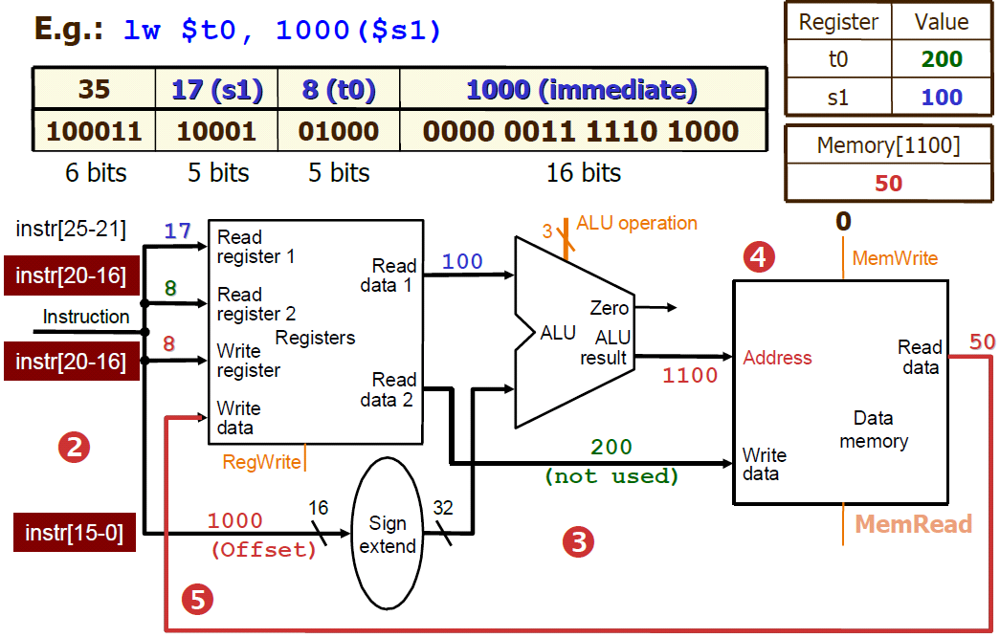 E.g.: lw $t0, 1000($s1)
Register Value
t0 200
s1 100
Memory[1100]
50
35 17 (s1) 8 (t0) 1000 (immediate)
100011 10001 01000 0000 0011 1110 1000
6 bits 5 bits 5 bits 16 bits
instr[25-21]
17
instr[20-16]
8
Instruction
instr[20-16]
8
2
instr[15-0]
Read
register 1
Read
register 2
Registers
Write
register
Write
data
Read
data 1
Read
data 2
RegWrite
1000
(Offset)
16
Sign
extend
32
5
100
3
ALU operation
Zero
ALU
ALU
result
1100
200
(not used)
3
4
0
MemWrite
Address
Read
data
Data
memory
Write
data
50
MemRead